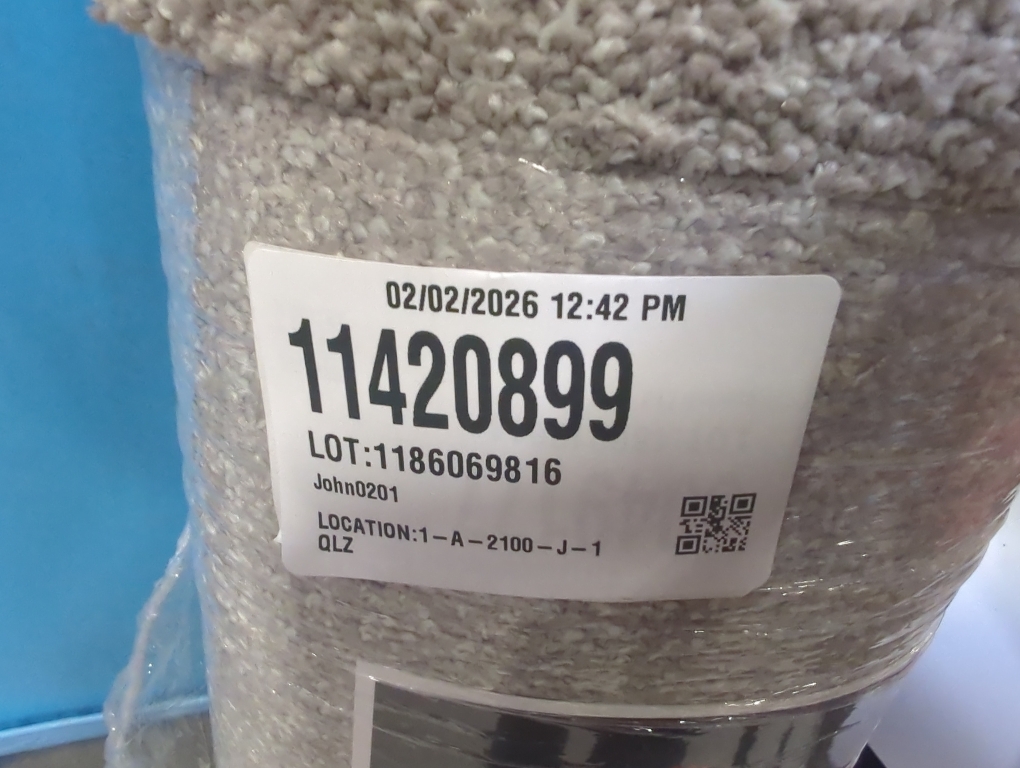 02/02/2026 12:42 PM
11420899
LOT:1186069816
John0201
LOCATION:1-A-2100-J-1
QLZ